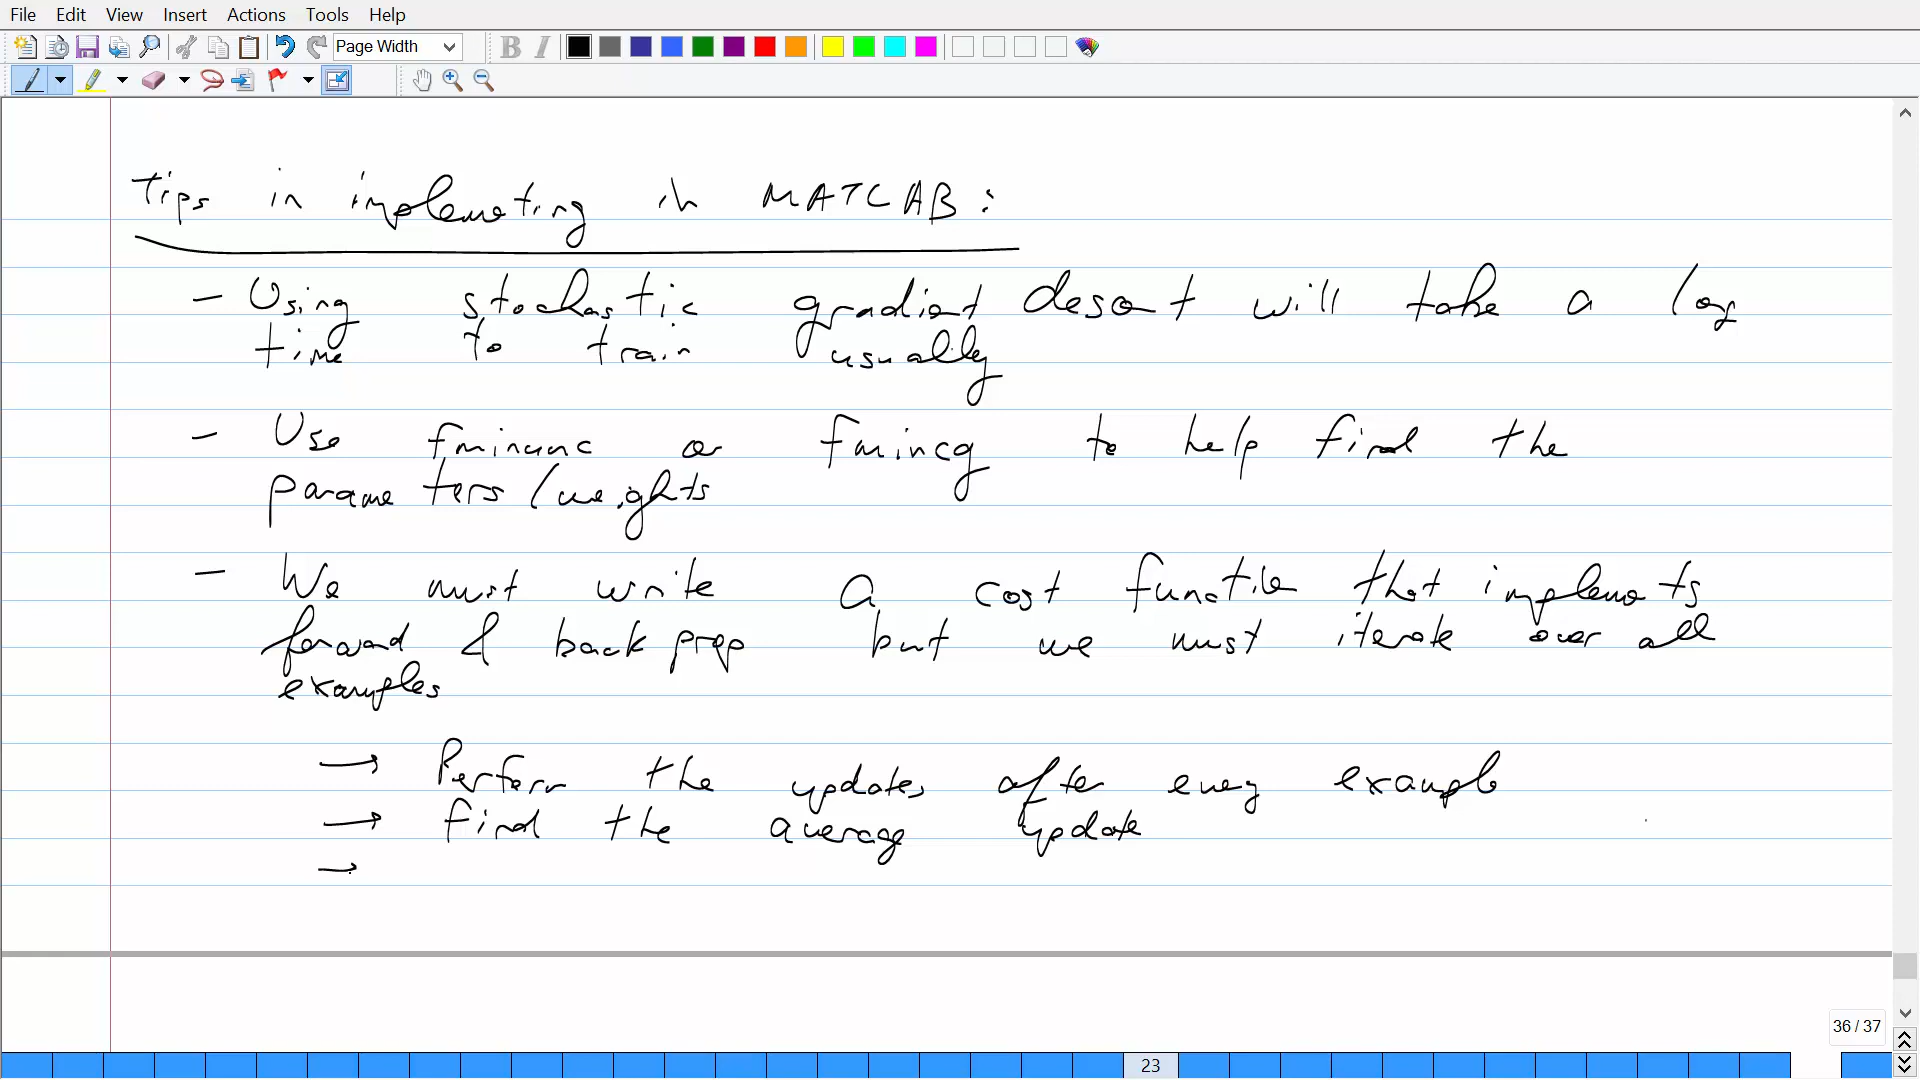 File Edit View Insert Actions Tools Help
Page Width B I
Tips in implemeting in MATLAB:
- Using stochastic gradient descent will take a long
time to train usually
- Use fminunc or fmincg to help find the
parameters/weights
- We must write a cost function that implements
forward & back prop but we must iterate over all
examples
→ Perform the updates after every example
→ find the average update
→
36 / 37
23